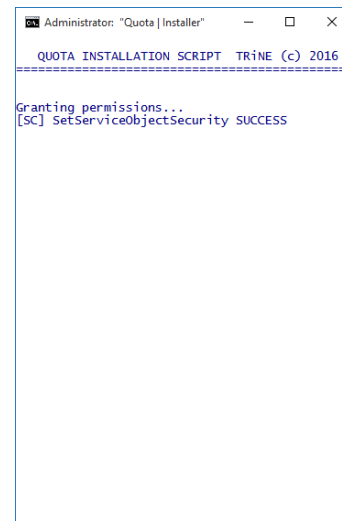 Administrator: "Quota | Installer"
QUOTA INSTALLATION SCRIPT TRiNE (c) 2016
==============================================
Granting permissions...
[SC] SetServiceObjectSecurity SUCCESS